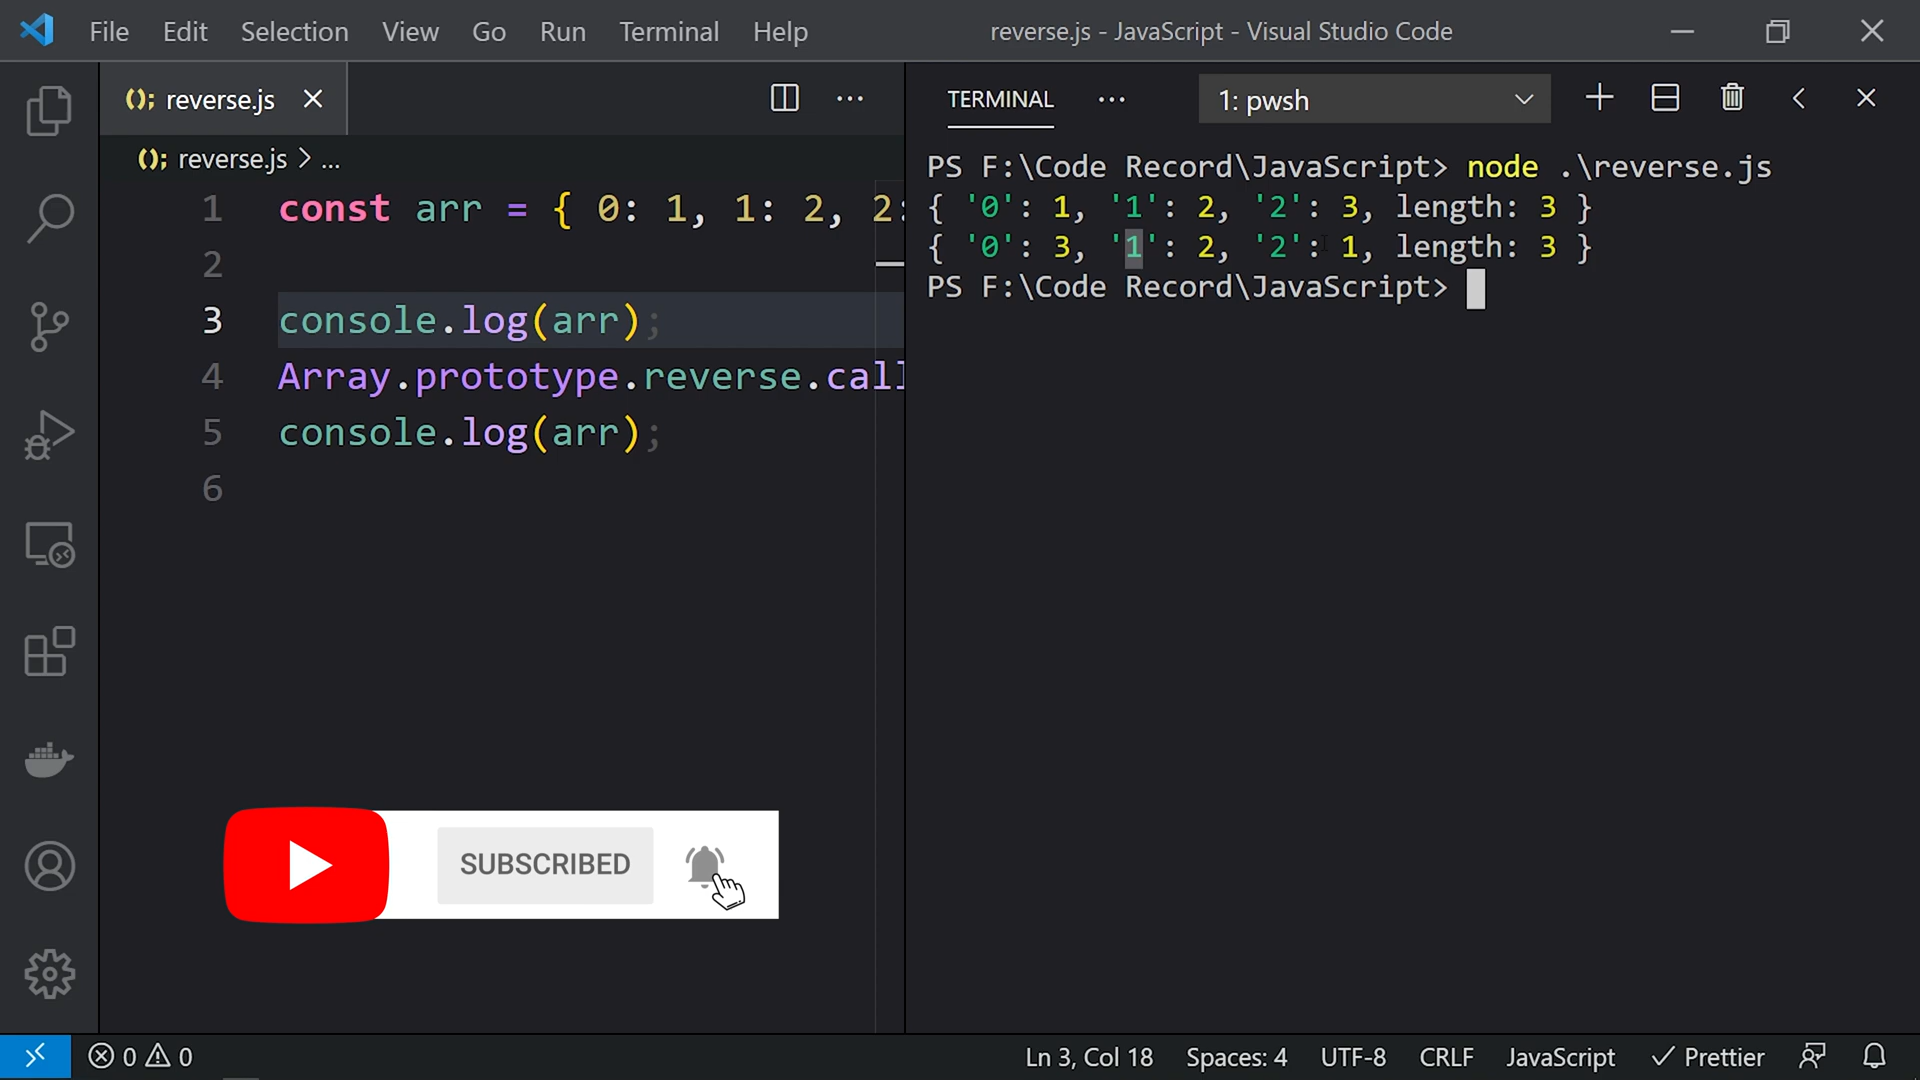 File Edit Selection View Go Run Terminal Help reverse.js - JavaScript - Visual Studio Code
(); reverse.js
(); reverse.js > ...
1 const arr = { 0: 1, 1: 2, 2:
2
3 console.log(arr);
4 Array.prototype.reverse.call
5 console.log(arr);
6
SUBSCRIBED
TERMINAL ... 1: pwsh
PS F:\Code Record\JavaScript> node .\reverse.js
{ '0': 1, '1': 2, '2': 3, length: 3 }
{ '0': 3, '1': 2, '2': 1, length: 3 }
PS F:\Code Record\JavaScript>
0 0 Ln 3, Col 18 Spaces: 4 UTF-8 CRLF JavaScript Prettier